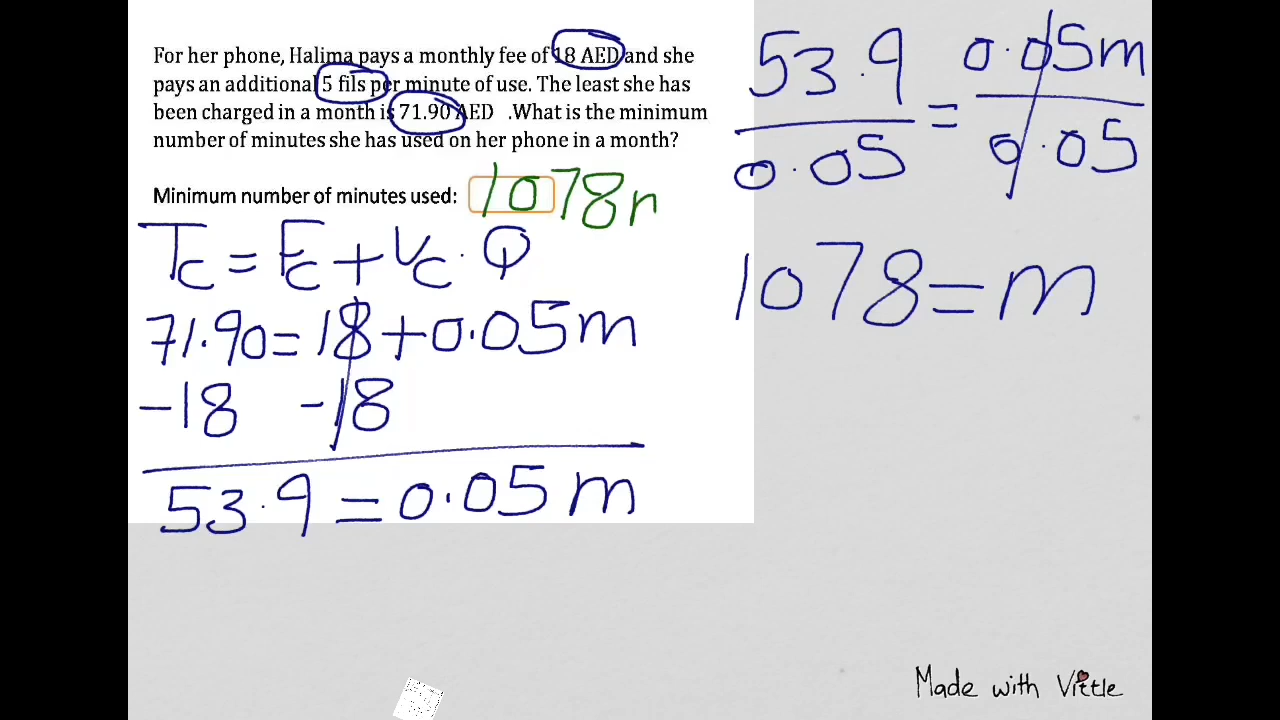 For her phone, Halima pays a monthly fee of 18 AED and she
pays an additional 5 fils per minute of use. The least she has
been charged in a month is 71.90 AED .What is the minimum
number of minutes she has used on her phone in a month?
Minimum number of minutes used: 1078 m
Tc = Fc + Vc · Q
71.90 = 18 + 0.05m
-18 -18
53.9 = 0.05 m
53.9 = 0.05m
0.05 0.05
1078 = m
Made with Vittle